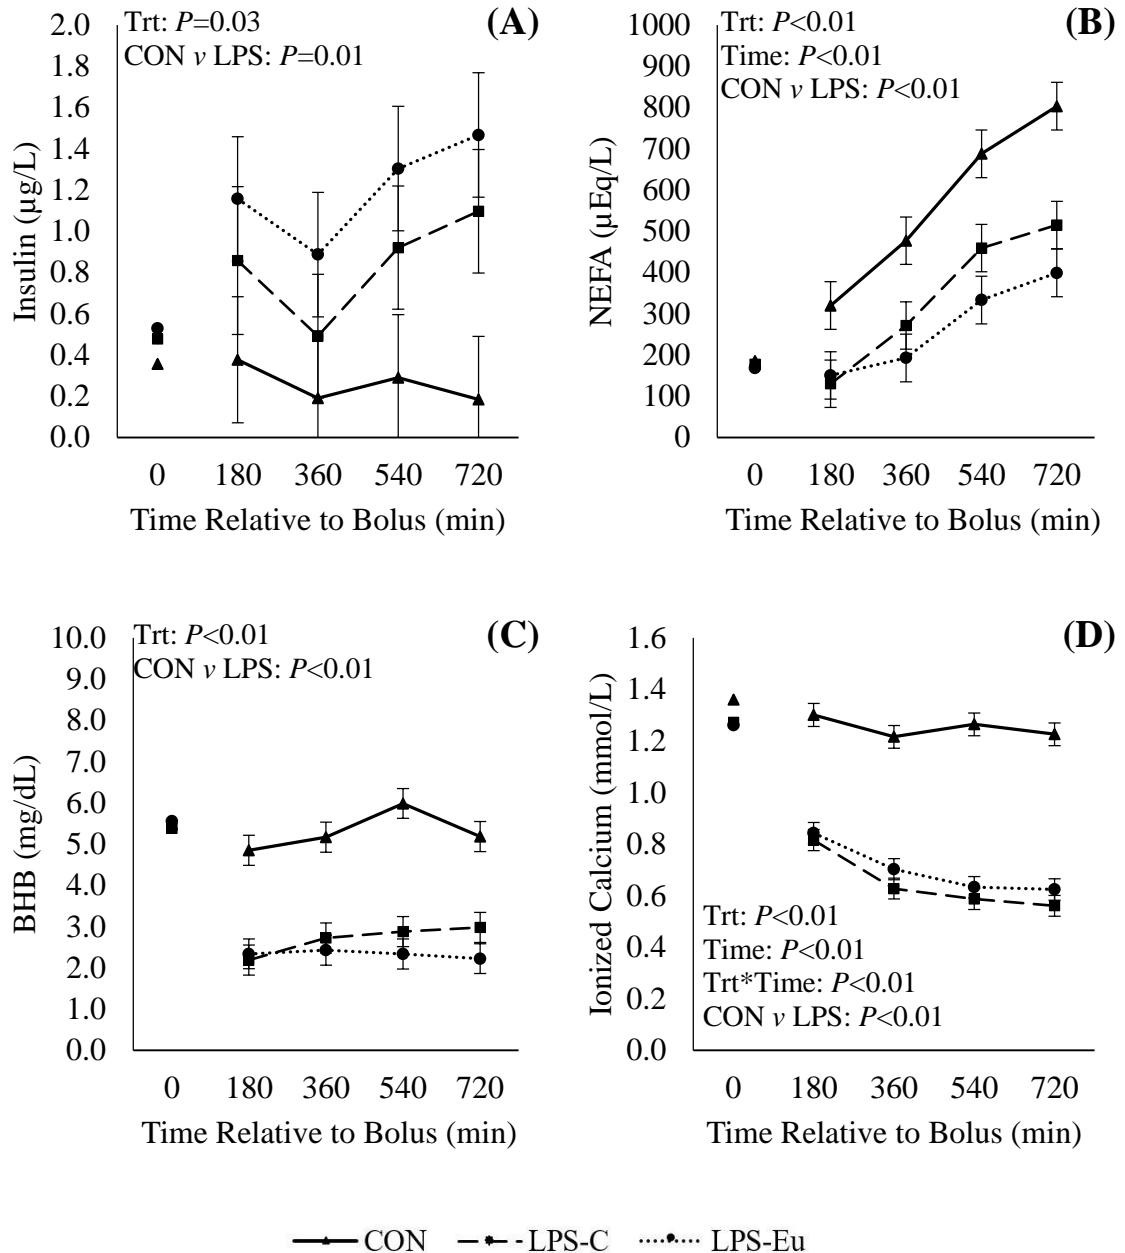 (A)
Trt: P=0.03
CON v LPS: P=0.01
Insulin (µg/L)
2.0
1.8
1.6
1.4
1.2
1.0
0.8
0.6
0.4
0.2
0.0
0 180 360 540 720
Time Relative to Bolus (min)
(B)
Trt: P<0.01
Time: P<0.01
CON v LPS: P<0.01
NEFA (µEq/L)
1000
900
800
700
600
500
400
300
200
100
0
0 180 360 540 720
Time Relative to Bolus (min)
(C)
Trt: P<0.01
CON v LPS: P<0.01
BHB (mg/dL)
10.0
9.0
8.0
7.0
6.0
5.0
4.0
3.0
2.0
1.0
0.0
0 180 360 540 720
Time Relative to Bolus (min)
(D)
Ionized Calcium (mmol/L)
1.6
1.4
1.2
1.0
0.8
0.6
0.4
0.2
0.0
Trt: P<0.01
Time: P<0.01
Trt*Time: P<0.01
CON v LPS: P<0.01
0 180 360 540 720
Time Relative to Bolus (min)
CON LPS-C LPS-Eu